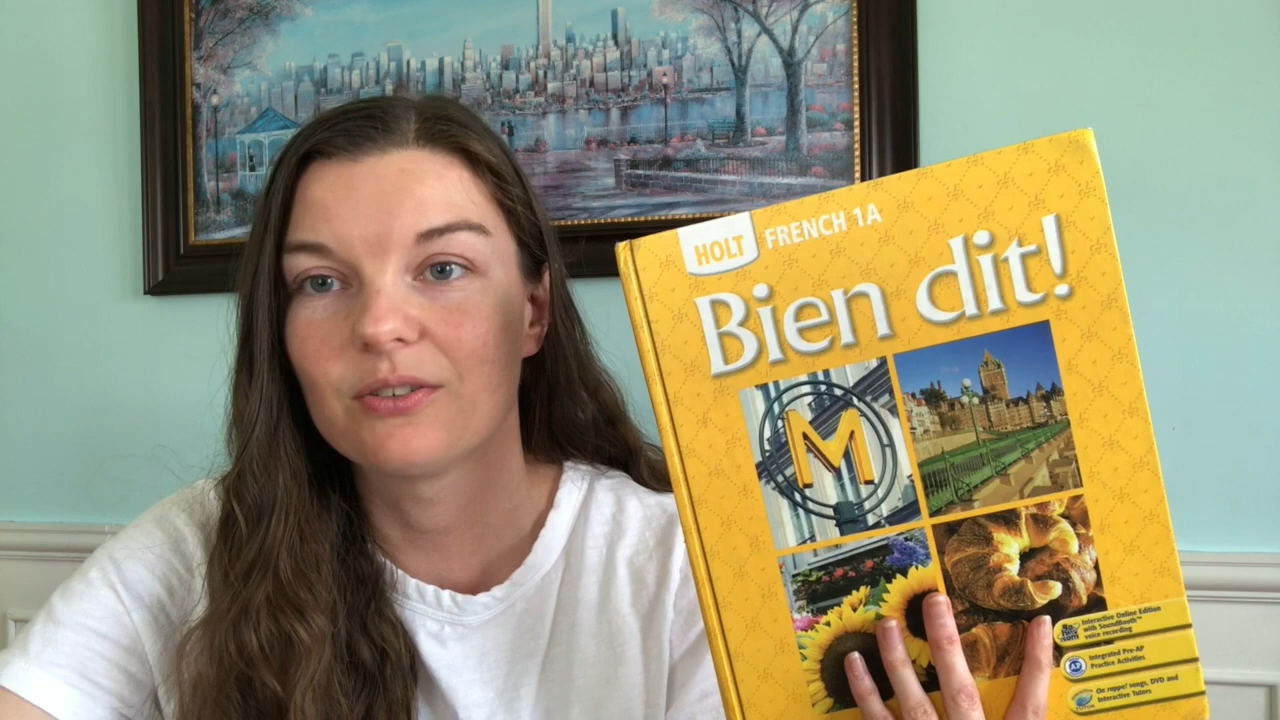 HOLT
FRENCH 1A
Bien dit!
M
Interactive Online Edition
with SoundBooth™
voice recording
AP
Integrated Pre-AP
Practice Activities
On rappe! songs, DVD and
Interactive Tutors